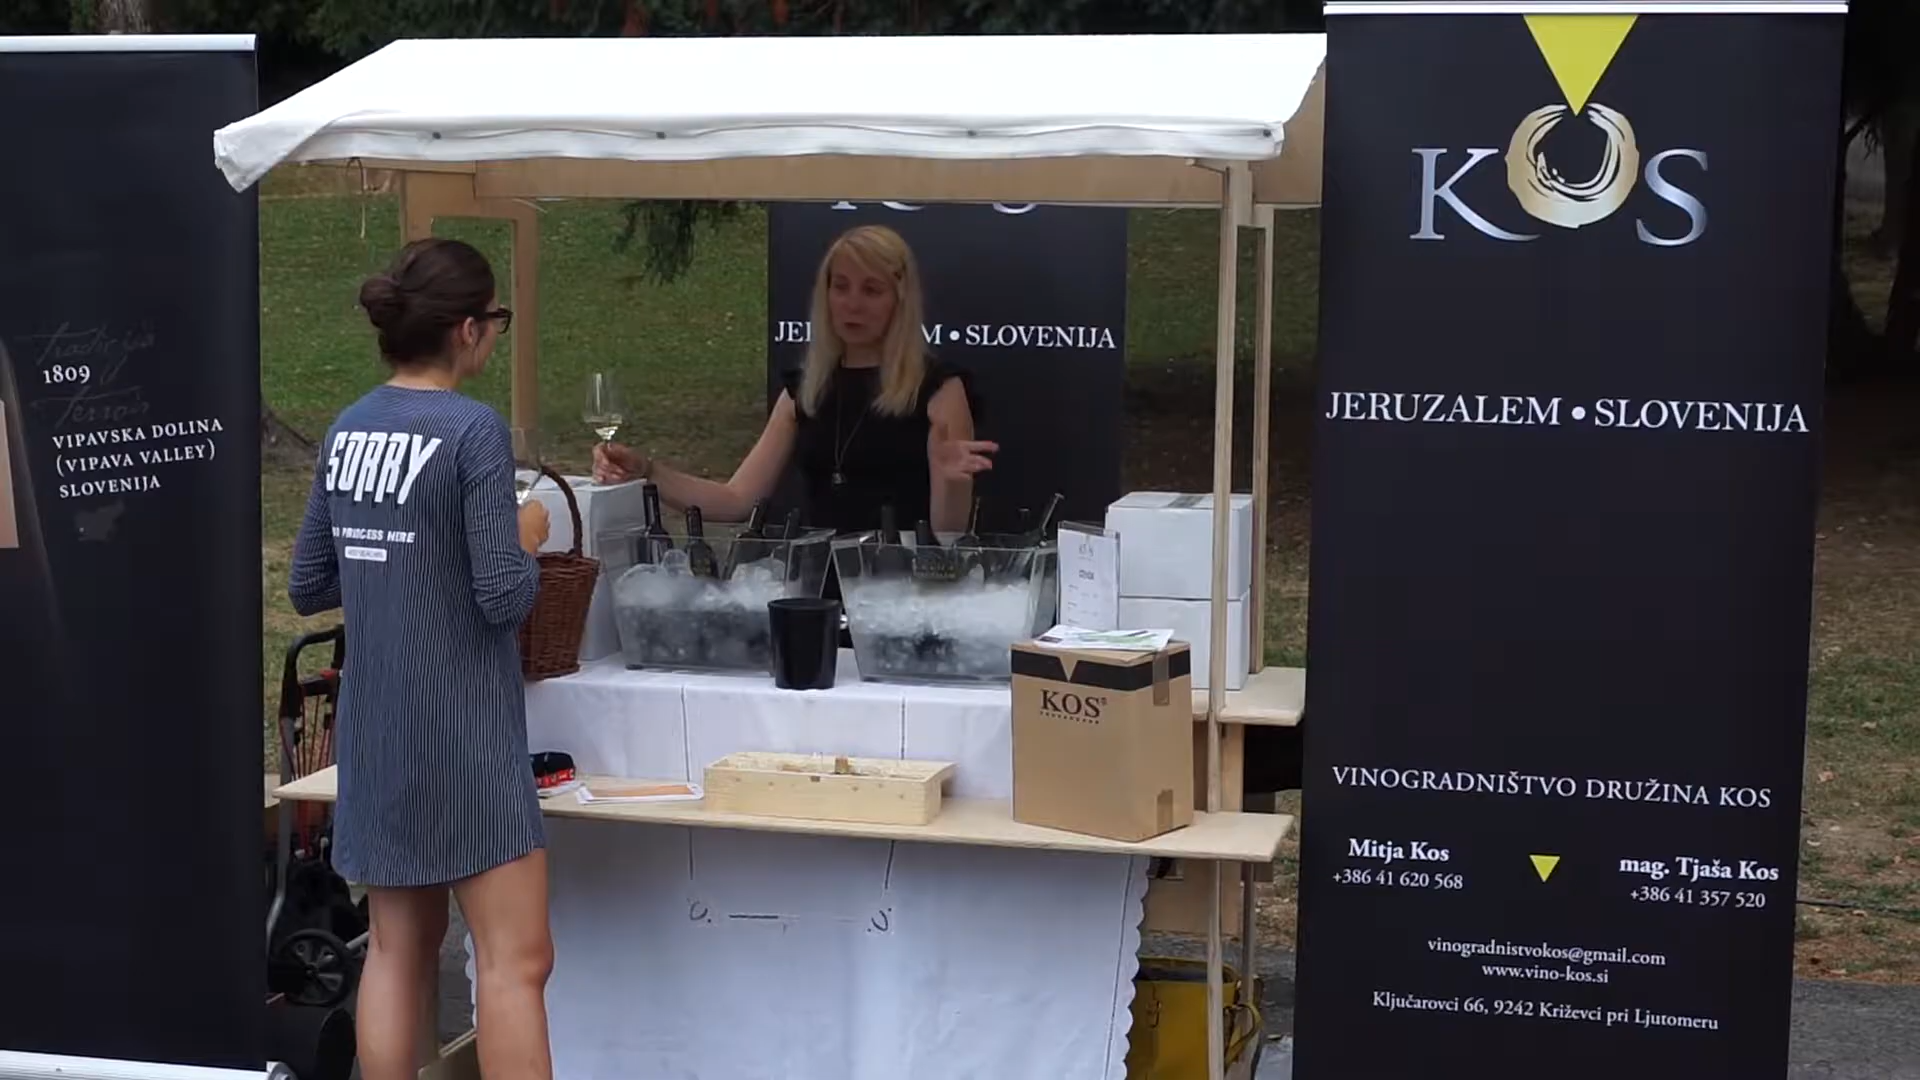 tradicija
1809
terroir
VIPAVSKA DOLINA
(VIPAVA VALLEY)
SLOVENIJA
SORRY
PRINCESS HERE
M • SLOVENIJA
KOS
KOS
JERUZALEM • SLOVENIJA
VINOGRADNIŠTVO DRUŽINA KOS
Mitja Kos
+386 41 620 568
mag. Tjaša Kos
+386 41 357 520
vinogradnistvokos@gmail.com
www.vino-kos.si
Ključarovci 66, 9242 Križevci pri Ljutomeru